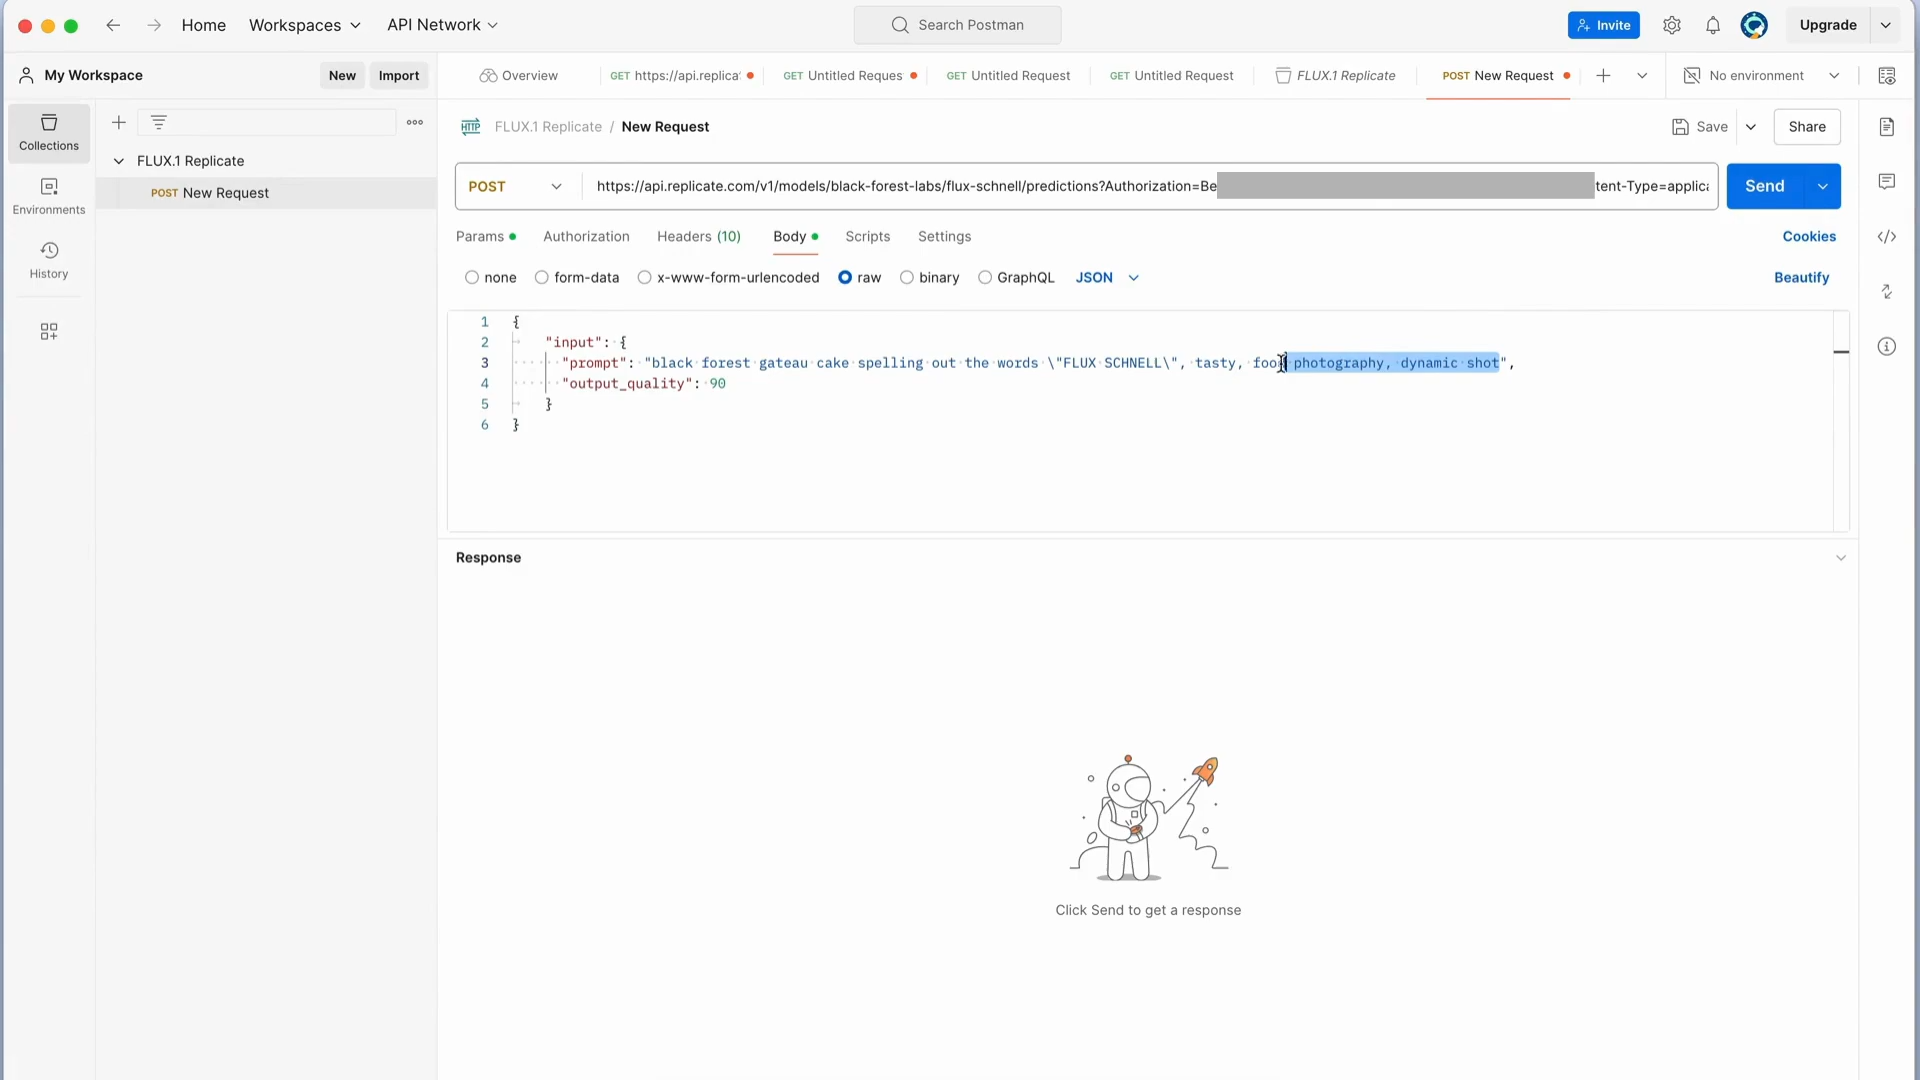 Home Workspaces API Network Search Postman Invite Upgrade
My Workspace New Import Overview GET https://api.replica GET Untitled Reques GET Untitled Request GET Untitled Request FLUX.1 Replicate POST New Request No environment
Collections
Environments
History
FLUX.1 Replicate
POST New Request
HTTP FLUX.1 Replicate / New Request Save Share
POST https://api.replicate.com/v1/models/black-forest-labs/flux-schnell/predictions?Authorization=Be tent-Type=applica Send
Params Authorization Headers (10) Body Scripts Settings Cookies
none form-data x-www-form-urlencoded raw binary GraphQL JSON Beautify
1 {
2 "input": {
3 "prompt": "black forest gateau cake spelling out the words \"FLUX SCHNELL\", tasty, food photography, dynamic shot",
4 "output_quality": 90
5 }
6 }
Response
Click Send to get a response